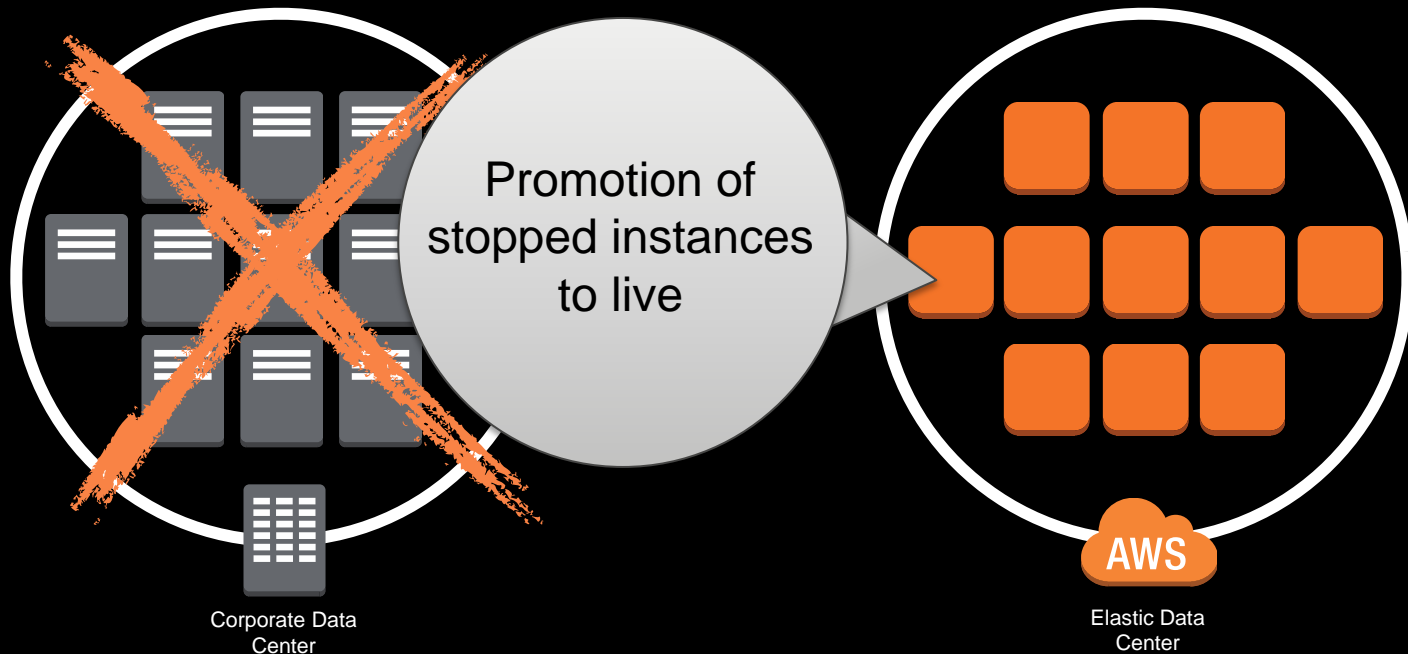 Promotion of
stopped instances
to live
Corporate Data
Center
AWS
Elastic Data
Center